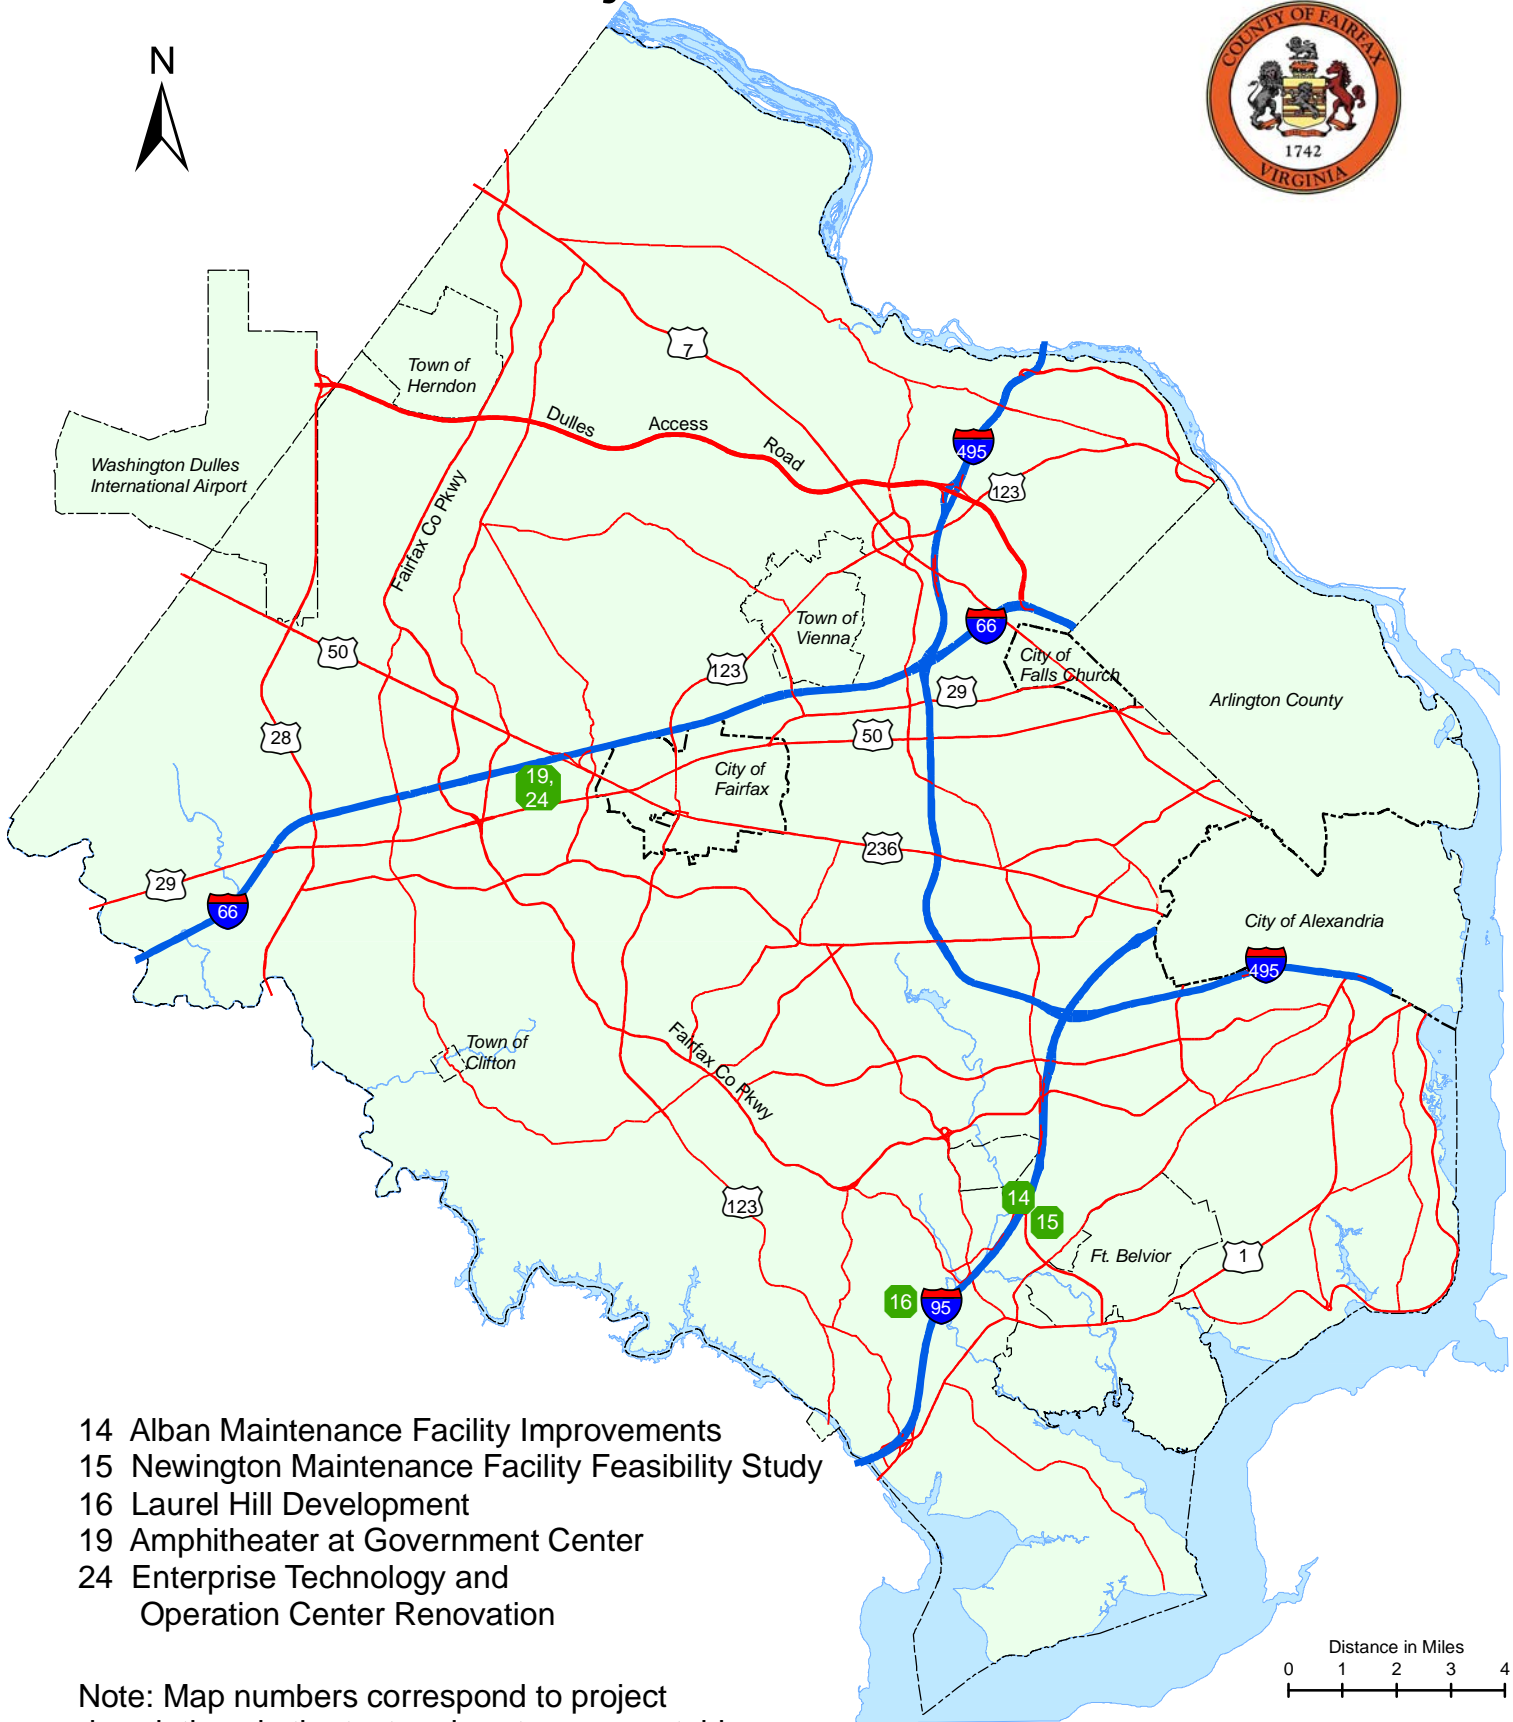 N
COUNTY OF FAIRFAX
1742
VIRGINIA
7
Town of
Herndon
Dulles
Access
Road
495
123
Washington Dulles
International Airport
Fairfax Co Pkwy
Town of
Vienna
66
50
123
City of
Falls Church
29
Arlington County
28
50
City of
Fairfax
19,
24
236
29
66
City of Alexandria
495
Town of
Clifton
Fairfax Co Pkwy
123
14
15
Ft. Belvior
1
16
95
14 Alban Maintenance Facility Improvements
15 Newington Maintenance Facility Feasibility Study
16 Laurel Hill Development
19 Amphitheater at Government Center
24 Enterprise Technology and
Operation Center Renovation
Note: Map numbers correspond to project
Distance in Miles
0 1 2 3 4